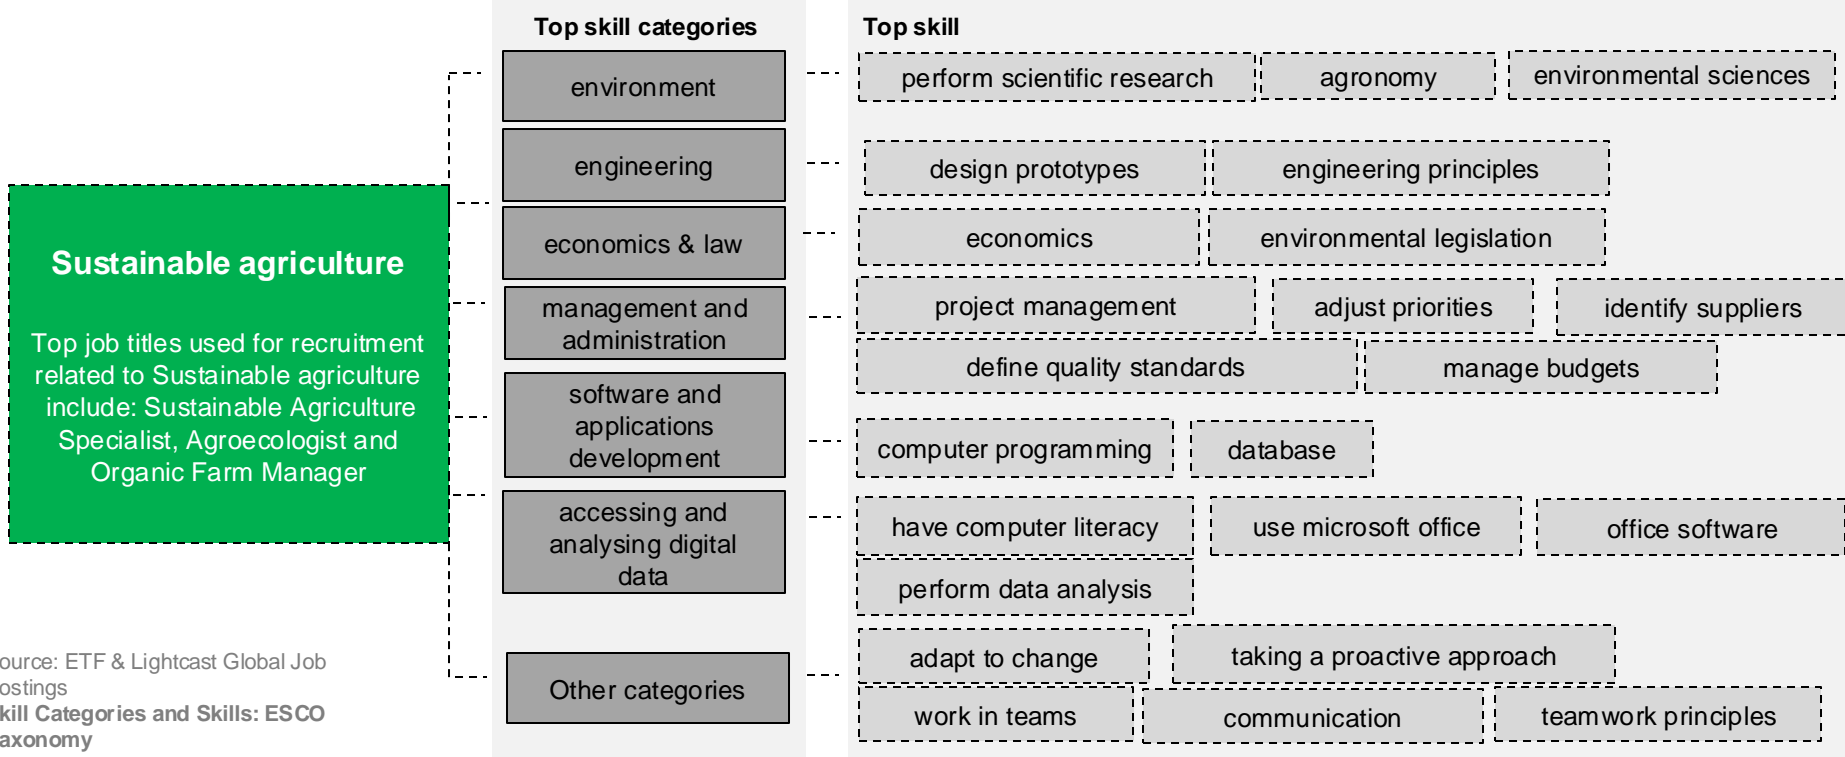 Top skill categories
Top skill
environment
perform scientific research
agronomy
environmental sciences
engineering
design prototypes
engineering principles
economics & law
economics
environmental legislation
management and
administration
project management
adjust priorities
identify suppliers
define quality standards
manage budgets
software and
applications
development
computer programming
database
accessing and
analysing digital
data
have computer literacy
use microsoft office
office software
perform data analysis
Other categories
adapt to change
taking a proactive approach
work in teams
communication
teamwork principles
Sustainable agriculture
Top job titles used for recruitment
related to Sustainable agriculture
include: Sustainable Agriculture
Specialist, Agroecologist and
Organic Farm Manager
ource: ETF & Lightcast Global Job
ostings
kill Categories and Skills: ESCO
axonomy